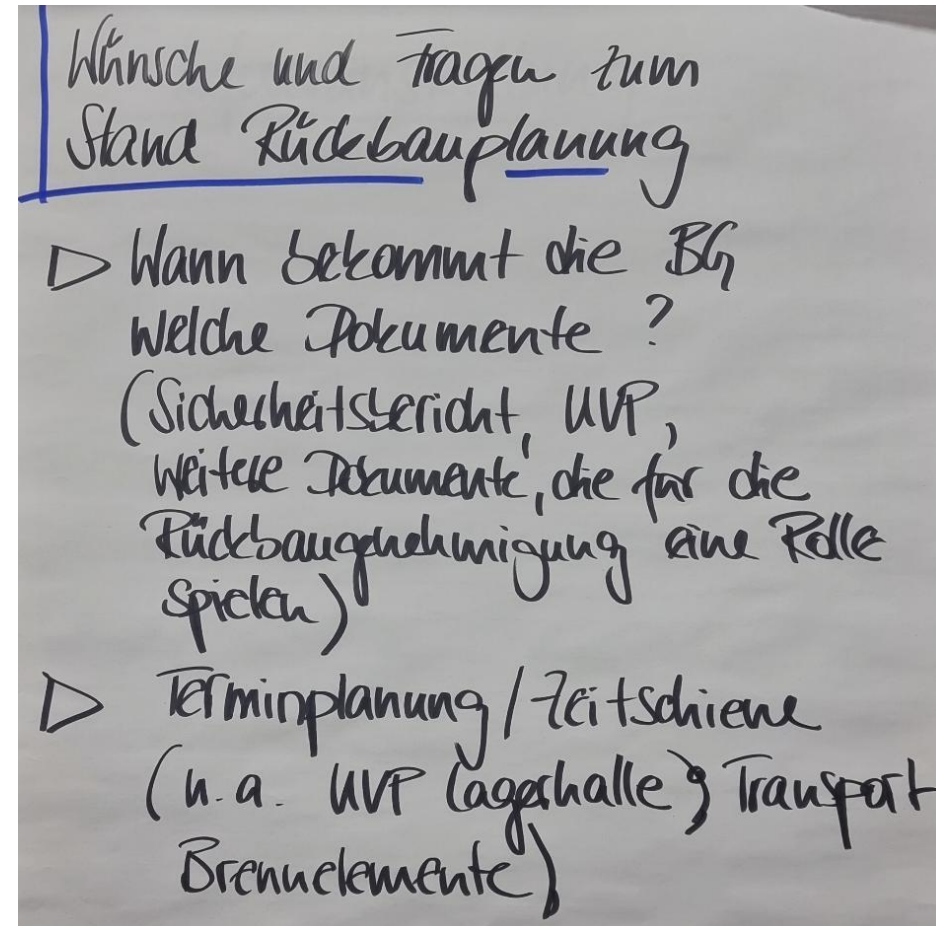 Wünsche und Fragen zum
Stand Rückbauplanung
▷ Wann bekommt die BG
welche Dokumente ?
(Sicherheitsbericht, UVP,
weitere Dokumente, die für die
Rückbaugenehmigung eine Rolle
spielen)
▷ Terminplanung / Zeitschiene
(u.a. UVP Lagerhalle, Transport
Brennelemente)